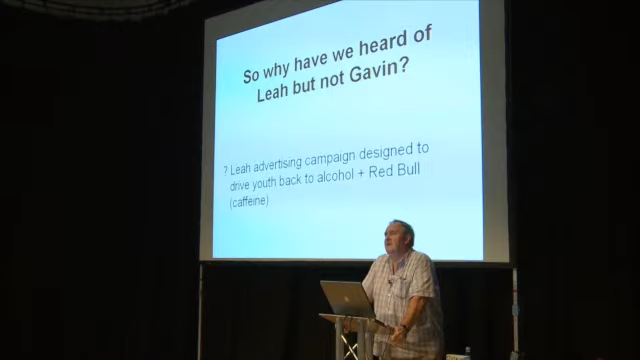 So why have we heard of
Leah but not Gavin?
? Leah advertising campaign designed to
drive youth back to alcohol + Red Bull
(caffeine)